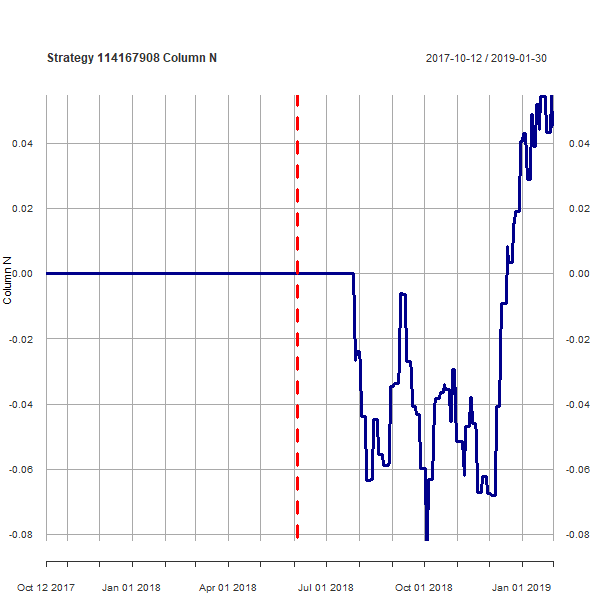 Strategy 114167908 Column N
2017-10-12 / 2019-01-30
0.04 0.04
0.02 0.02
0.00 0.00
-0.02 -0.02
-0.04 -0.04
-0.06 -0.06
-0.08 -0.08
Column N
Oct 12 2017 Jan 01 2018 Apr 01 2018 Jul 01 2018 Oct 01 2018 Jan 01 2019